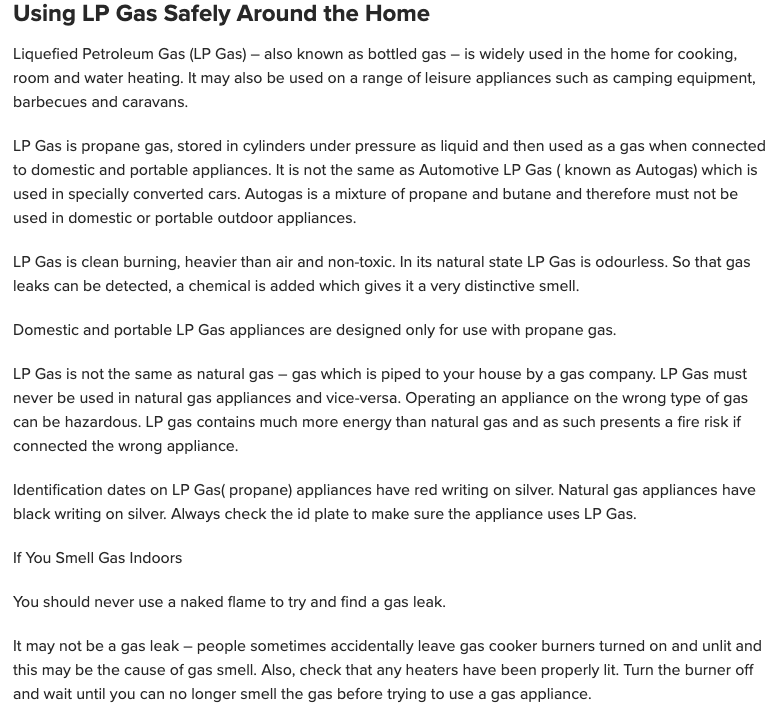 Using LP Gas Safely Around the Home
Liquefied Petroleum Gas (LP Gas) – also known as bottled gas – is widely used in the home for cooking,
room and water heating. It may also be used on a range of leisure appliances such as camping equipment,
barbecues and caravans.
LP Gas is propane gas, stored in cylinders under pressure as liquid and then used as a gas when connected
to domestic and portable appliances. It is not the same as Automotive LP Gas ( known as Autogas) which is
used in specially converted cars. Autogas is a mixture of propane and butane and therefore must not be
used in domestic or portable outdoor appliances.
LP Gas is clean burning, heavier than air and non-toxic. In its natural state LP Gas is odourless. So that gas
leaks can be detected, a chemical is added which gives it a very distinctive smell.
Domestic and portable LP Gas appliances are designed only for use with propane gas.
LP Gas is not the same as natural gas – gas which is piped to your house by a gas company. LP Gas must
never be used in natural gas appliances and vice-versa. Operating an appliance on the wrong type of gas
can be hazardous. LP gas contains much more energy than natural gas and as such presents a fire risk if
connected the wrong appliance.
Identification dates on LP Gas( propane) appliances have red writing on silver. Natural gas appliances have
black writing on silver. Always check the id plate to make sure the appliance uses LP Gas.
If You Smell Gas Indoors
You should never use a naked flame to try and find a gas leak.
It may not be a gas leak – people sometimes accidentally leave gas cooker burners turned on and unlit and
this may be the cause of gas smell. Also, check that any heaters have been properly lit. Turn the burner off
and wait until you can no longer smell the gas before trying to use a gas appliance.